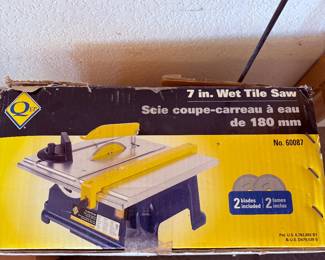 QEP
7 in. Wet Tile Saw
Scie coupe-carreau à eau
de 180 mm
No. 60087
2 blades included | 2 lames inclus